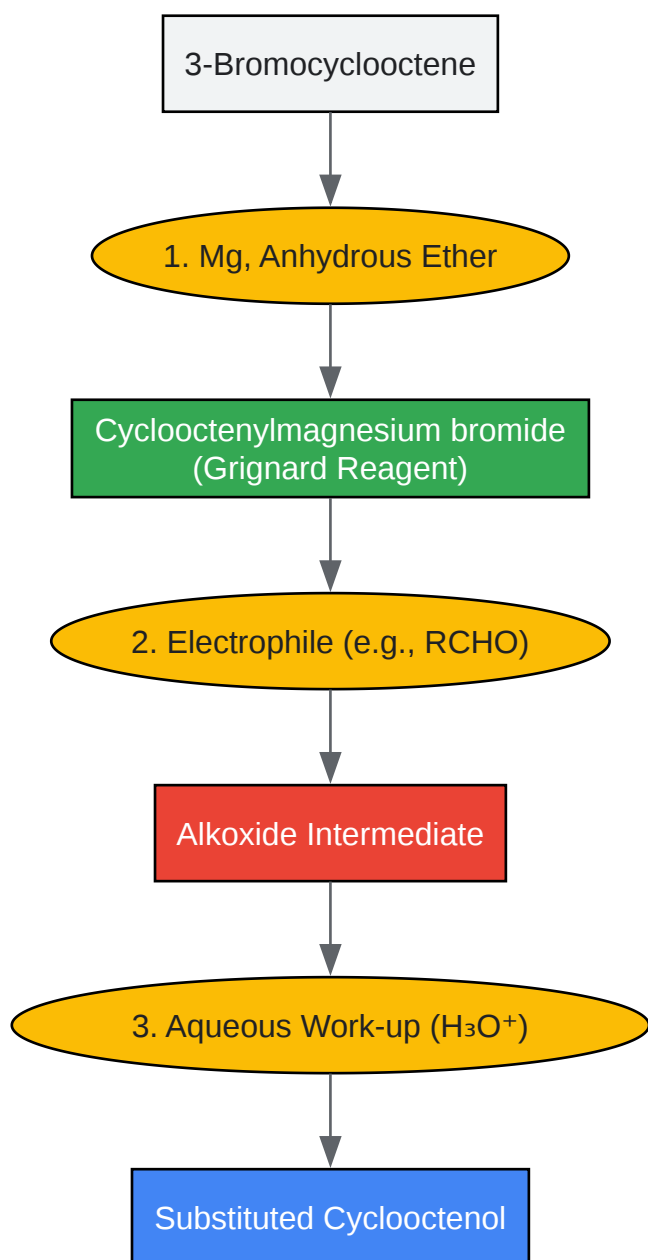 3-Bromocyclooctene
1. Mg, Anhydrous Ether
Cyclooctenylmagnesium bromide
(Grignard Reagent)
2. Electrophile (e.g., RCHO)
Alkoxide Intermediate
3. Aqueous Work-up (H₃O⁺)
Substituted Cyclooctenol